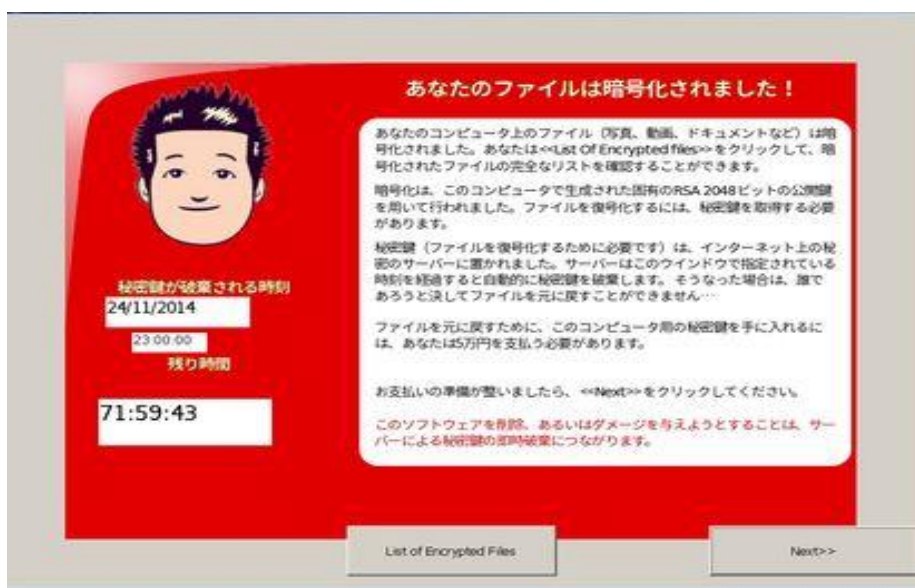 あなたのファイルは暗号化されました！
あなたのコンピュータ上のファイル（写真、動画、ドキュメントなど）は暗
号化されました。あなたは<<List Of Encrypted files>>をクリックして、暗
号化されたファイルの完全なリストを確認することができます。
暗号化は、このコンピュータで生成された固有のRSA 2048ビットの公開鍵
を用いて行われました。ファイルを復号化するには、秘密鍵を取得する必要
があります。
秘密鍵（ファイルを復号化するために必要です）は、インターネット上の秘
密のサーバーに置かれました。サーバーはこのウインドウで指定されている
時刻を経過すると自動的に秘密鍵を破棄します。そうなった場合は、誰で
あろうと決してファイルを元に戻すことができません…
ファイルを元に戻すために、このコンピュータ用の秘密鍵を手に入れるに
は、あなたは5万円を支払う必要があります。
お支払いの準備が整いましたら、<<Next>>をクリックしてください。
このソフトウェアを削除、あるいはダメージを与えようとすることは、サー
バーによる秘密鍵の即時破棄につながります。
秘密鍵が破棄される時刻
24/11/2014
23:00:00
残り時間
71:59:43
List of Encrypted Files
Next>>